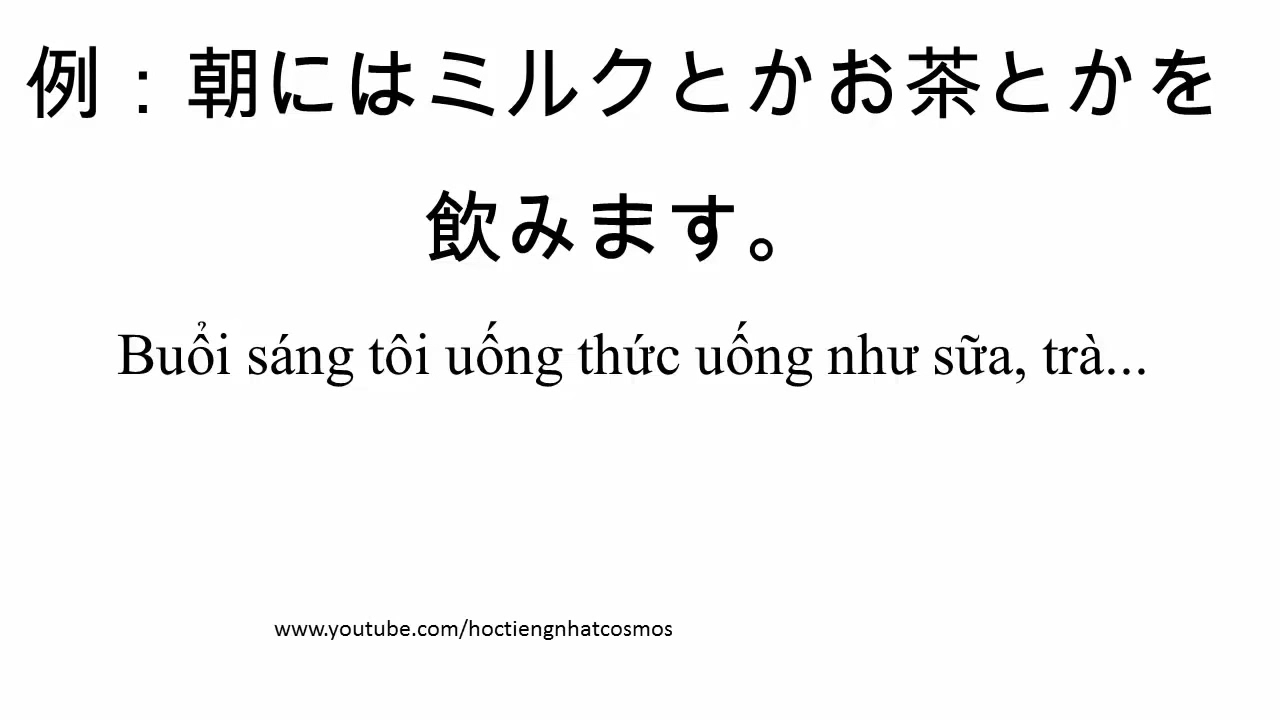 例：朝にはミルクとかお茶とかを
飲みます。
Buổi sáng tôi uống thức uống như sữa, trà...
www.youtube.com/hoctiengnhatcosmos